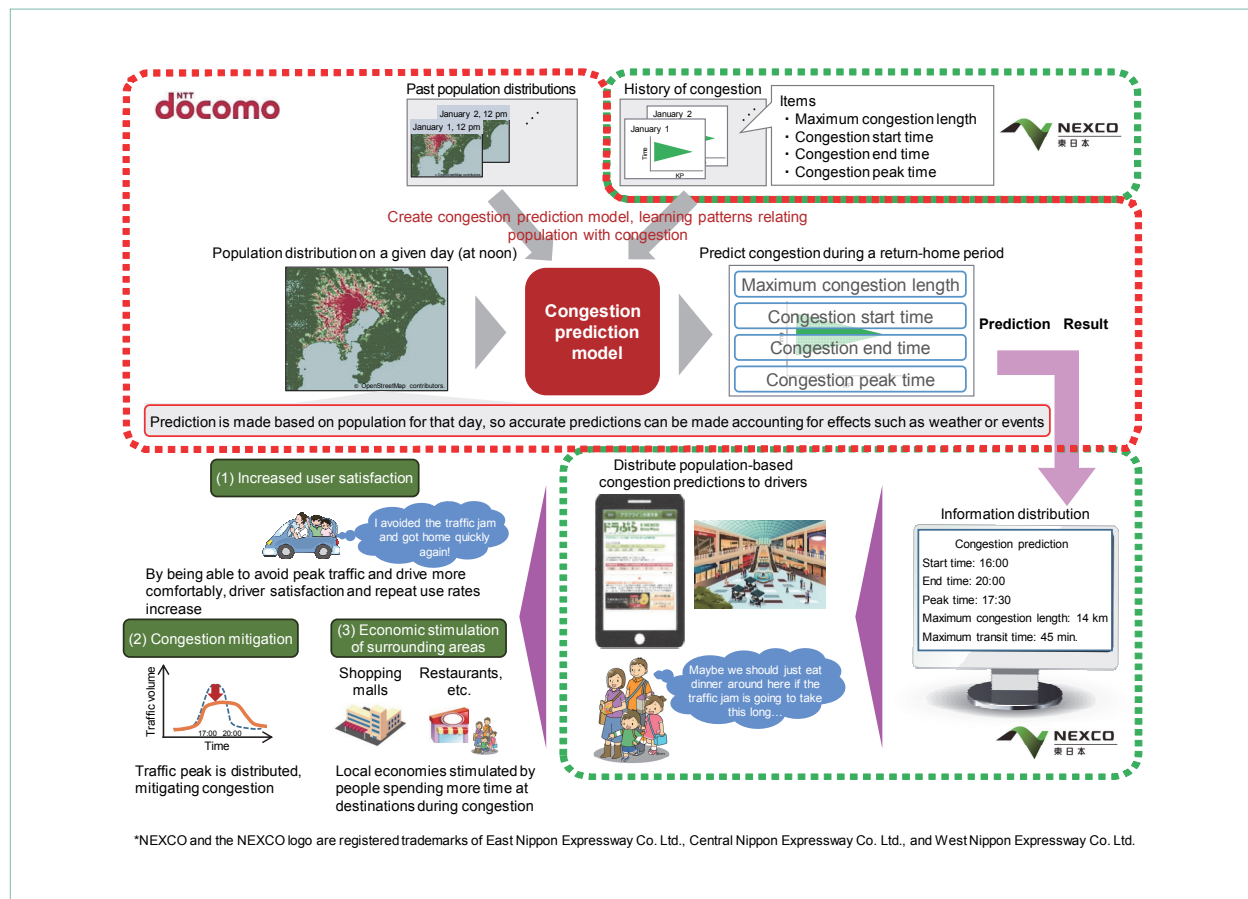 NTT
döcomo
Past population distributions
January 2, 12 pm
January 1, 12 pm
History of congestion
January 2
January 1
Time
KP
Items
・Maximum congestion length
・Congestion start time
・Congestion end time
・Congestion peak time
NEXCO
東日本
Create congestion prediction model, learning patterns relating
population with congestion
Population distribution on a given day (at noon)
© OpenStreetMap contributors.
Congestion
prediction
model
Predict congestion during a return-home period
Maximum congestion length
Congestion start time
Congestion end time
Congestion peak time
Prediction Result
Prediction is made based on population for that day, so accurate predictions can be made accounting for effects such as weather or events
(1) Increased user satisfaction
I avoided the traffic jam
and got home quickly
again!
By being able to avoid peak traffic and drive more
comfortably, driver satisfaction and repeat use rates
increase
(2) Congestion mitigation
Traffic volume
17:00 20:00
Time
Traffic peak is distributed,
mitigating congestion
(3) Economic stimulation
of surrounding areas
Shopping
malls
Restaurants,
etc.
Local economies stimulated by
people spending more time at
destinations during congestion
Distribute population-based
congestion predictions to drivers
ドラぷら
Maybe we should just eat
dinner around here if the
traffic jam is going to take
this long…
Information distribution
Congestion prediction
Start time: 16:00
End time: 20:00
Peak time: 17:30
Maximum congestion length: 14 km
Maximum transit time: 45 min.
NEXCO
東日本
*NEXCO and the NEXCO logo are registered trademarks of East Nippon Expressway Co. Ltd., Central Nippon Expressway Co. Ltd., and West Nippon Expressway Co. Ltd.